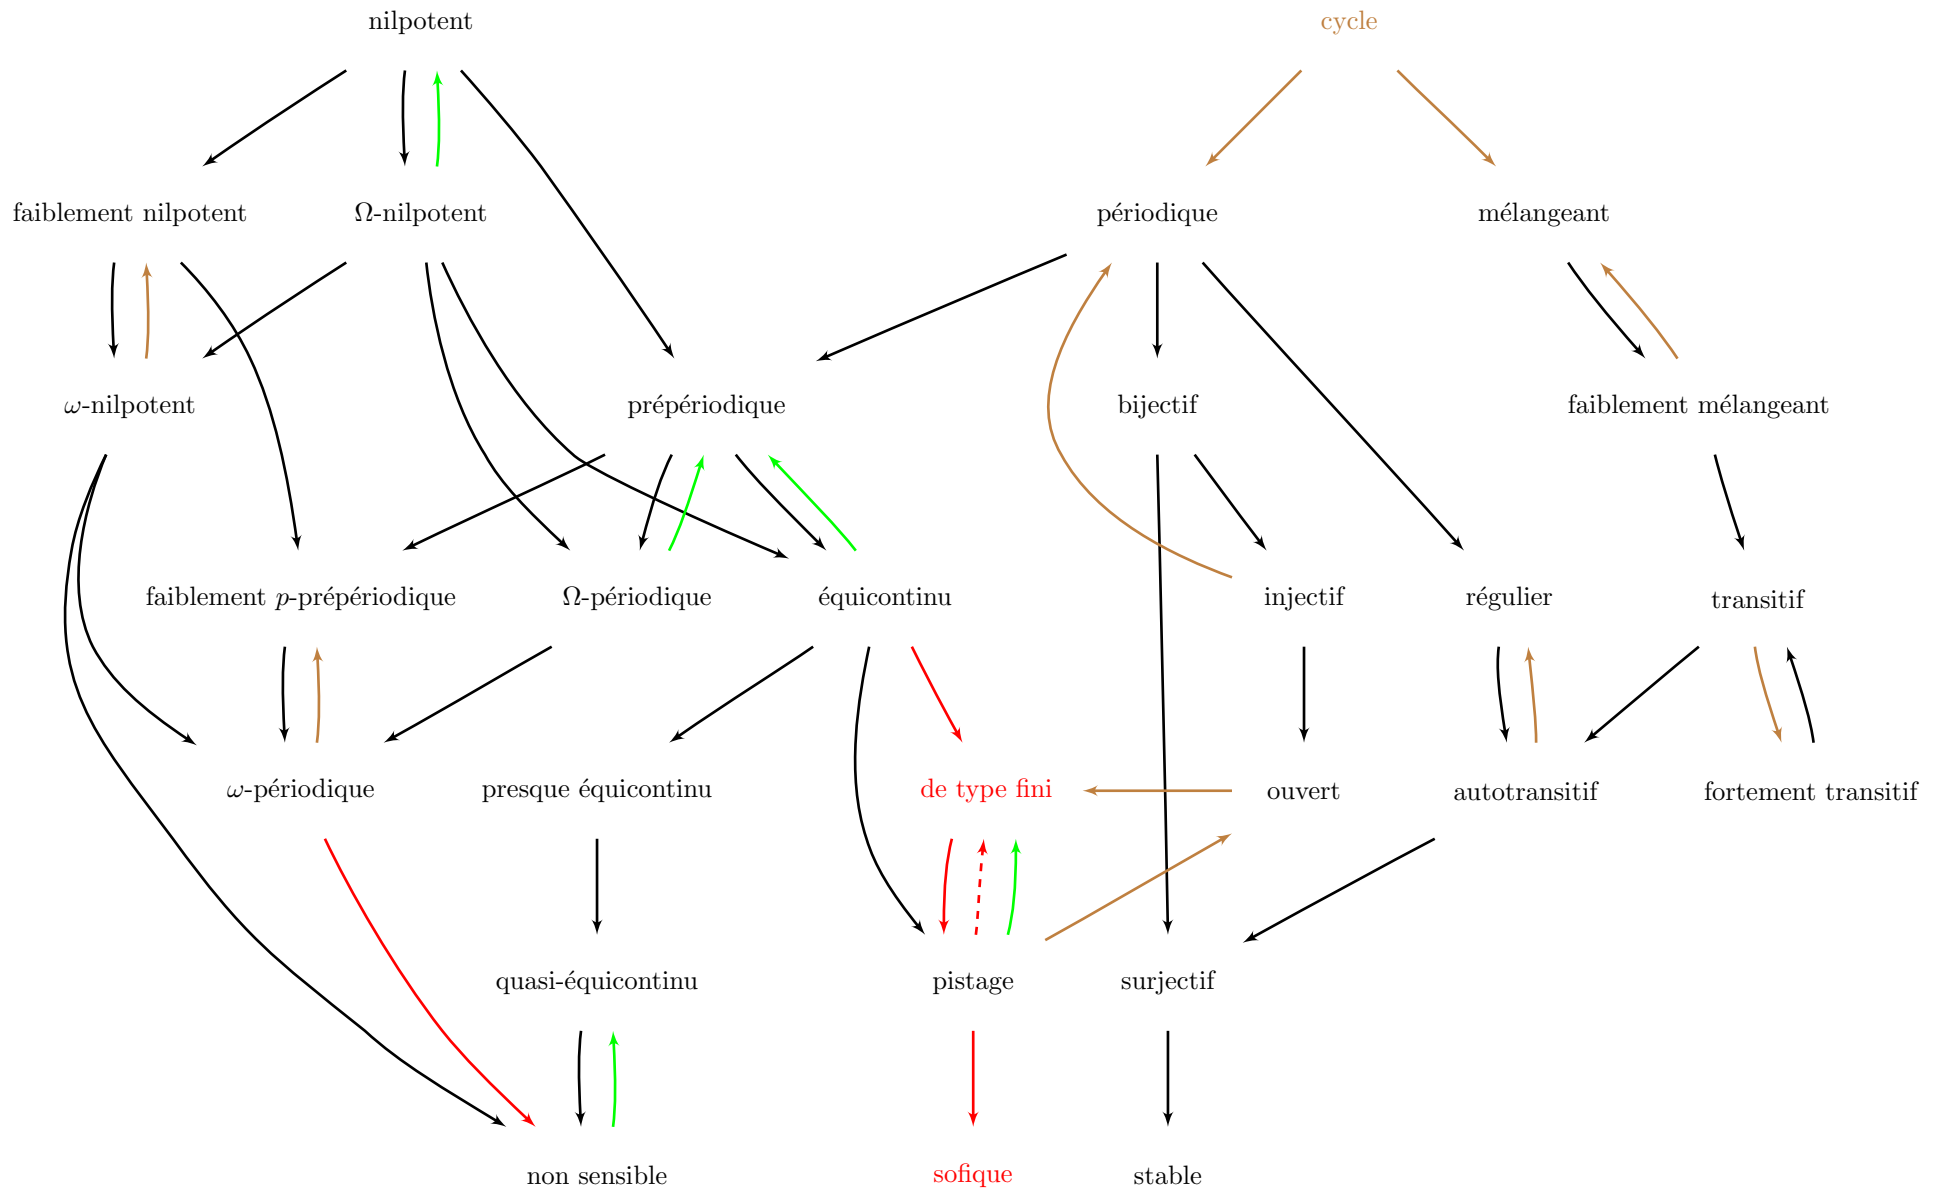 nilpotent cycle
faiblement nilpotent Ω-nilpotent périodique mélangeant
ω-nilpotent prépériodique bijectif faiblement mélangeant
faiblement p-prépériodique Ω-périodique équicontinu injectif régulier transitif
ω-périodique presque équicontinu de type fini ouvert autotransitif fortement transitif
quasi-équicontinu pistage surjectif
non sensible sofique stable